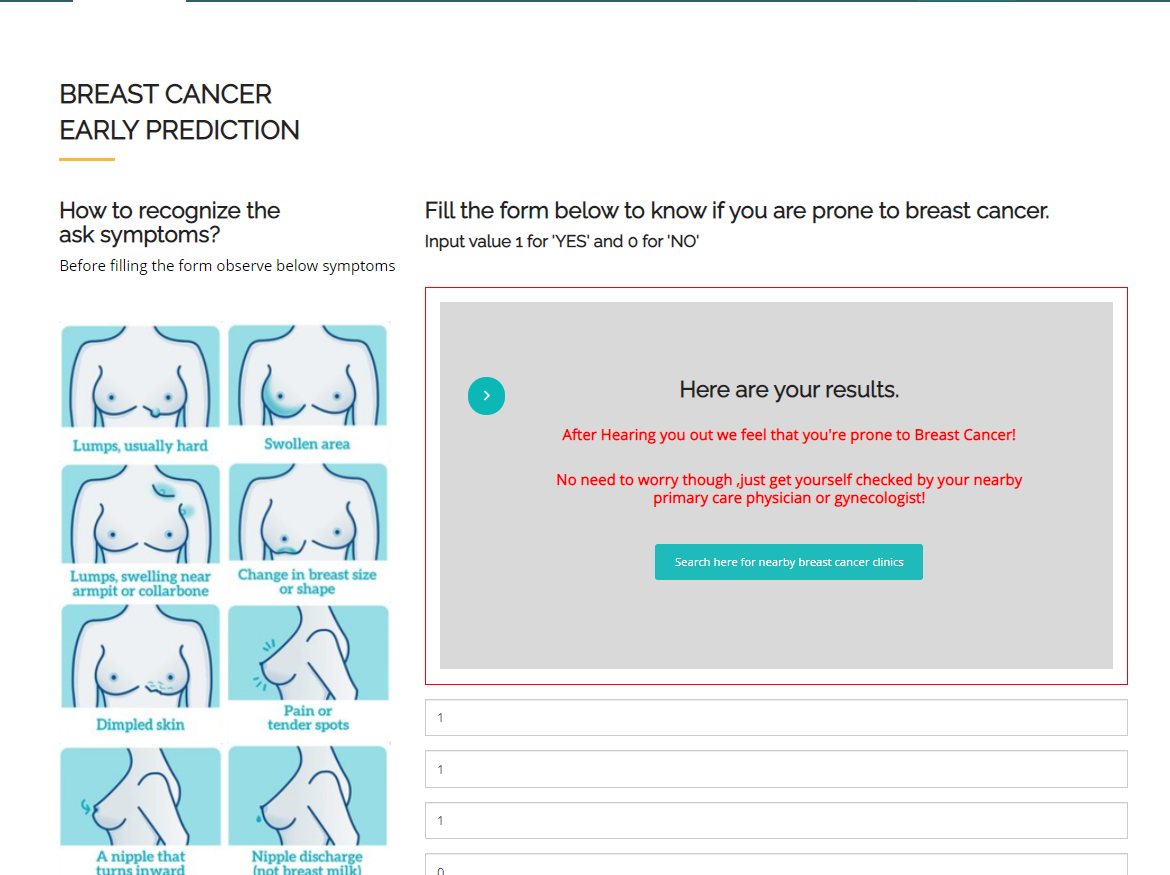 BREAST CANCER
EARLY PREDICTION
How to recognize the
ask symptoms?
Before filling the form observe below symptoms
Lumps, usually hard
Swollen area
Lumps, swelling near
armpit or collarbone
Change in breast size
or shape
Dimpled skin
Pain or
tender spots
A nipple that
turns inward
Nipple discharge
(not breast milk)
Fill the form below to know if you are prone to breast cancer.
Input value 1 for 'YES' and 0 for 'NO'
Here are your results.
After Hearing you out we feel that you're prone to Breast Cancer!
No need to worry though ,just get yourself checked by your nearby
primary care physician or gynecologist!
Search here for nearby breast cancer clinics
1
1
1
0